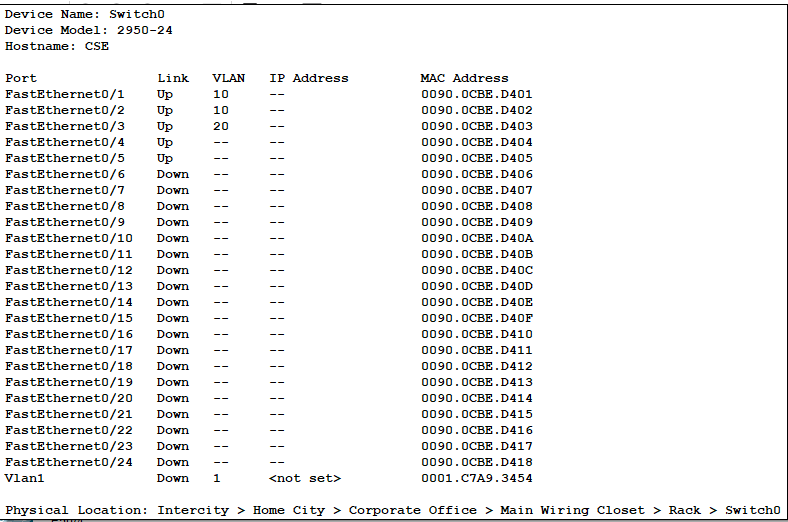 Device Name: Switch0
Device Model: 2950-24
Hostname: CSE
Port Link VLAN IP Address MAC Address
FastEthernet0/1 Up 10 -- 0090.0CBE.D401
FastEthernet0/2 Up 10 -- 0090.0CBE.D402
FastEthernet0/3 Up 20 -- 0090.0CBE.D403
FastEthernet0/4 Up -- -- 0090.0CBE.D404
FastEthernet0/5 Up -- -- 0090.0CBE.D405
FastEthernet0/6 Down -- -- 0090.0CBE.D406
FastEthernet0/7 Down -- -- 0090.0CBE.D407
FastEthernet0/8 Down -- -- 0090.0CBE.D408
FastEthernet0/9 Down -- -- 0090.0CBE.D409
FastEthernet0/10 Down -- -- 0090.0CBE.D40A
FastEthernet0/11 Down -- -- 0090.0CBE.D40B
FastEthernet0/12 Down -- -- 0090.0CBE.D40C
FastEthernet0/13 Down -- -- 0090.0CBE.D40D
FastEthernet0/14 Down -- -- 0090.0CBE.D40E
FastEthernet0/15 Down -- -- 0090.0CBE.D40F
FastEthernet0/16 Down -- -- 0090.0CBE.D410
FastEthernet0/17 Down -- -- 0090.0CBE.D411
FastEthernet0/18 Down -- -- 0090.0CBE.D412
FastEthernet0/19 Down -- -- 0090.0CBE.D413
FastEthernet0/20 Down -- -- 0090.0CBE.D414
FastEthernet0/21 Down -- -- 0090.0CBE.D415
FastEthernet0/22 Down -- -- 0090.0CBE.D416
FastEthernet0/23 Down -- -- 0090.0CBE.D417
FastEthernet0/24 Down -- -- 0090.0CBE.D418
Vlan1 Down 1 <not set> 0001.C7A9.3454
Physical Location: Intercity > Home City > Corporate Office > Main Wiring Closet > Rack > Switch0